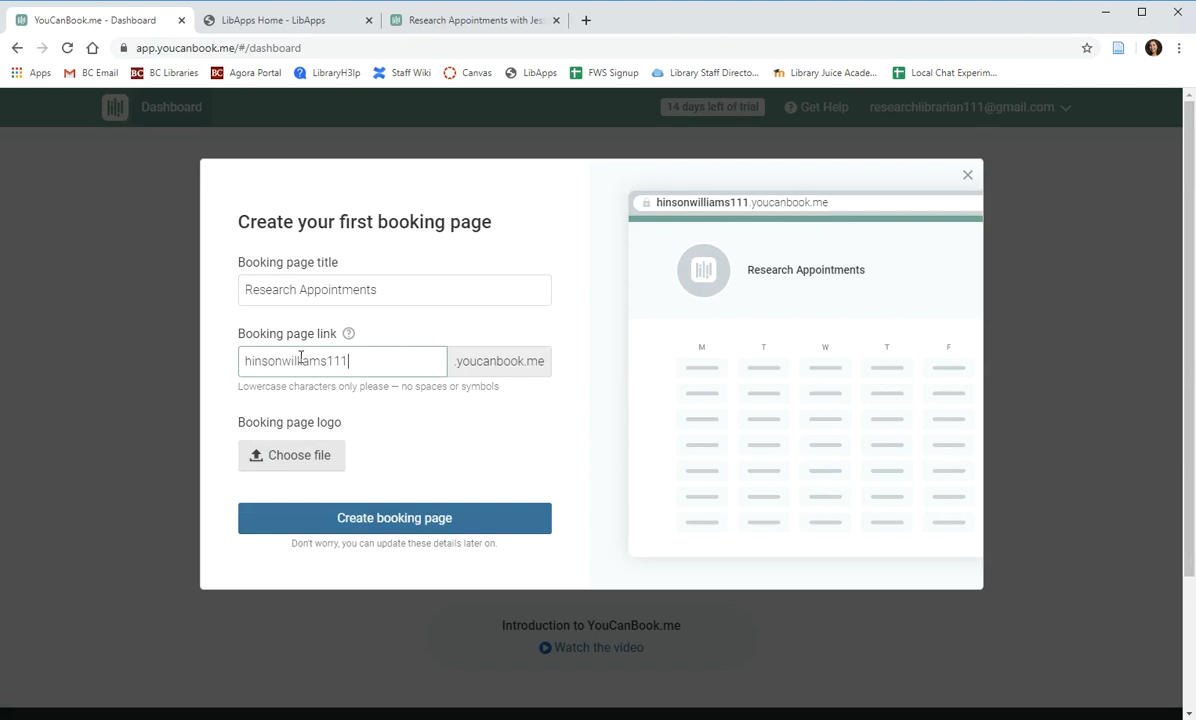 YouCanBook.me - Dashboard
LibApps Home - LibApps
Research Appointments with Jes
app.youcanbook.me/#/dashboard
Apps
BC Email
BC Libraries
Agora Portal
LibraryH3lp
Staff Wiki
Canvas
LibApps
FWS Signup
Library Staff Directo...
Library Juice Acade...
Local Chat Experim...
Dashboard
14 days left of trial
Get Help
researchlibrarian111@gmail.com
Create your first booking page
Booking page title
Research Appointments
Booking page link
hinsonwilliams111
.youcanbook.me
Lowercase characters only please — no spaces or symbols
Booking page logo
Choose file
Create booking page
Don't worry, you can update these details later on.
hinsonwilliams111.youcanbook.me
Research Appointments
M T W T F
Introduction to YouCanBook.me
Watch the video